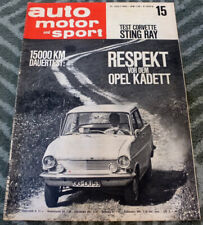 auto
motor
und
sport
15
TEST CORVETTE
STING RAY
15000 KM
DAUERTEST:
RESPEKT
VOR DEM
OPEL KADETT